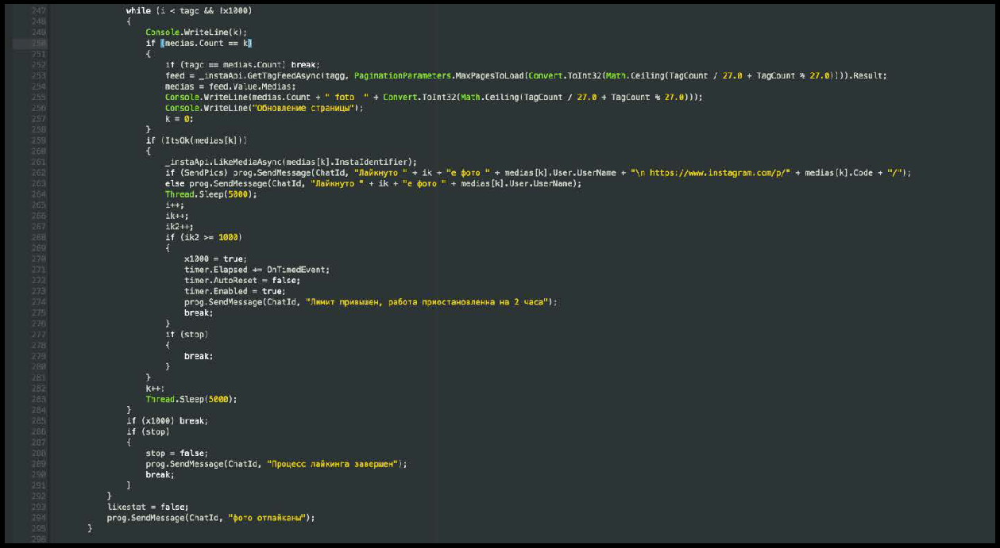 247 while (i < tagc && !x1000)
248 {
249 Console.WriteLine(k);
250 if (medias.Count == k)
251 {
252 if (tagc == medias.Count) break;
253 feed = _instaApi.GetTagFeedAsync(tagg, PaginationParameters.MaxPagesToLoad(Convert.ToInt32(Math.Ceiling(TagCount / 27.0 + TagCount % 27.0)))).Result;
254 medias = feed.Value.Medias;
255 Console.WriteLine(medias.Count + " foto  " + Convert.ToInt32(Math.Ceiling(TagCount / 27.0 + TagCount % 27.0)));
256 Console.WriteLine("Обновление страницы");
257 k = 0;
258 }
259 if (ItsOk(medias[k]))
260 {
261 _instaApi.LikeMediaAsync(medias[k].InstaIdentifier);
262 if (SendPics) prog.SendMessage(ChatId, "Лайкнуто " + ik + "е фото " + medias[k].User.UserName + "\n https://www.instagram.com/p/" + medias[k].Code + "/");
263 else prog.SendMessage(ChatId, "Лайкнуто " + ik + "е фото " + medias[k].User.UserName);
264 Thread.Sleep(5000);
265 i++;
266 ik++;
267 ik2++;
268 if (ik2 >= 1000)
269 {
270 x1000 = true;
271 timer.Elapsed += OnTimedEvent;
272 timer.AutoReset = false;
273 timer.Enabled = true;
274 prog.SendMessage(ChatId, "Лимит привышен, работа приостановленна на 2 часа");
275 break;
276 }
277 if (stop)
278 {
279 break;
280 }
281 }
282 k++;
283 Thread.Sleep(5000);
284 }
285 if (x1000) break;
286 if (stop)
287 {
288 stop = false;
289 prog.SendMessage(ChatId, "Процесс лайкинга завершен");
290 break;
291 }
292 }
293 likestat = false;
294 prog.SendMessage(ChatId, "фото отлайканы");
295 }
296